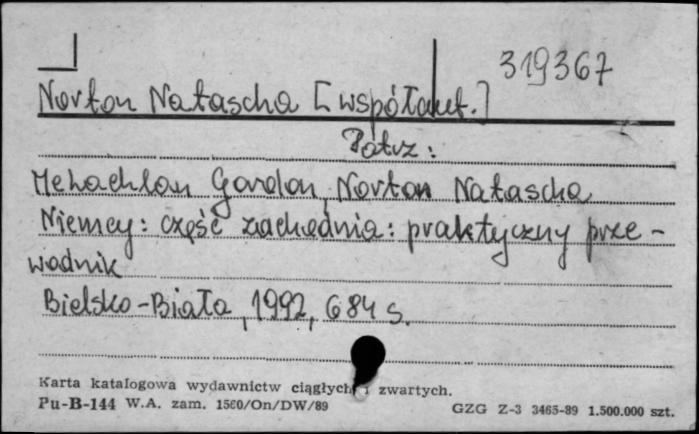 319367
Norton Natascha [współaut.]
Patrz:
Mehachlan Gordon, Norton Natascha
Niemcy: część zachodnia: praktyczny prze-
wodnik
Bielsko-Biała, 1992, 684 s.
Karta katalogowa wydawnictw ciągłych i zwartych.
Pu-B-144 W.A. zam. 1560/On/DW/89 GZG Z-3 3465-89 1.500.000 szt.